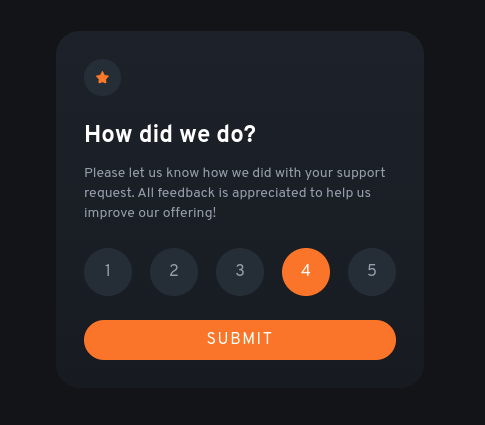 How did we do?
Please let us know how we did with your support
request. All feedback is appreciated to help us
improve our offering!
1 2 3 4 5
SUBMIT